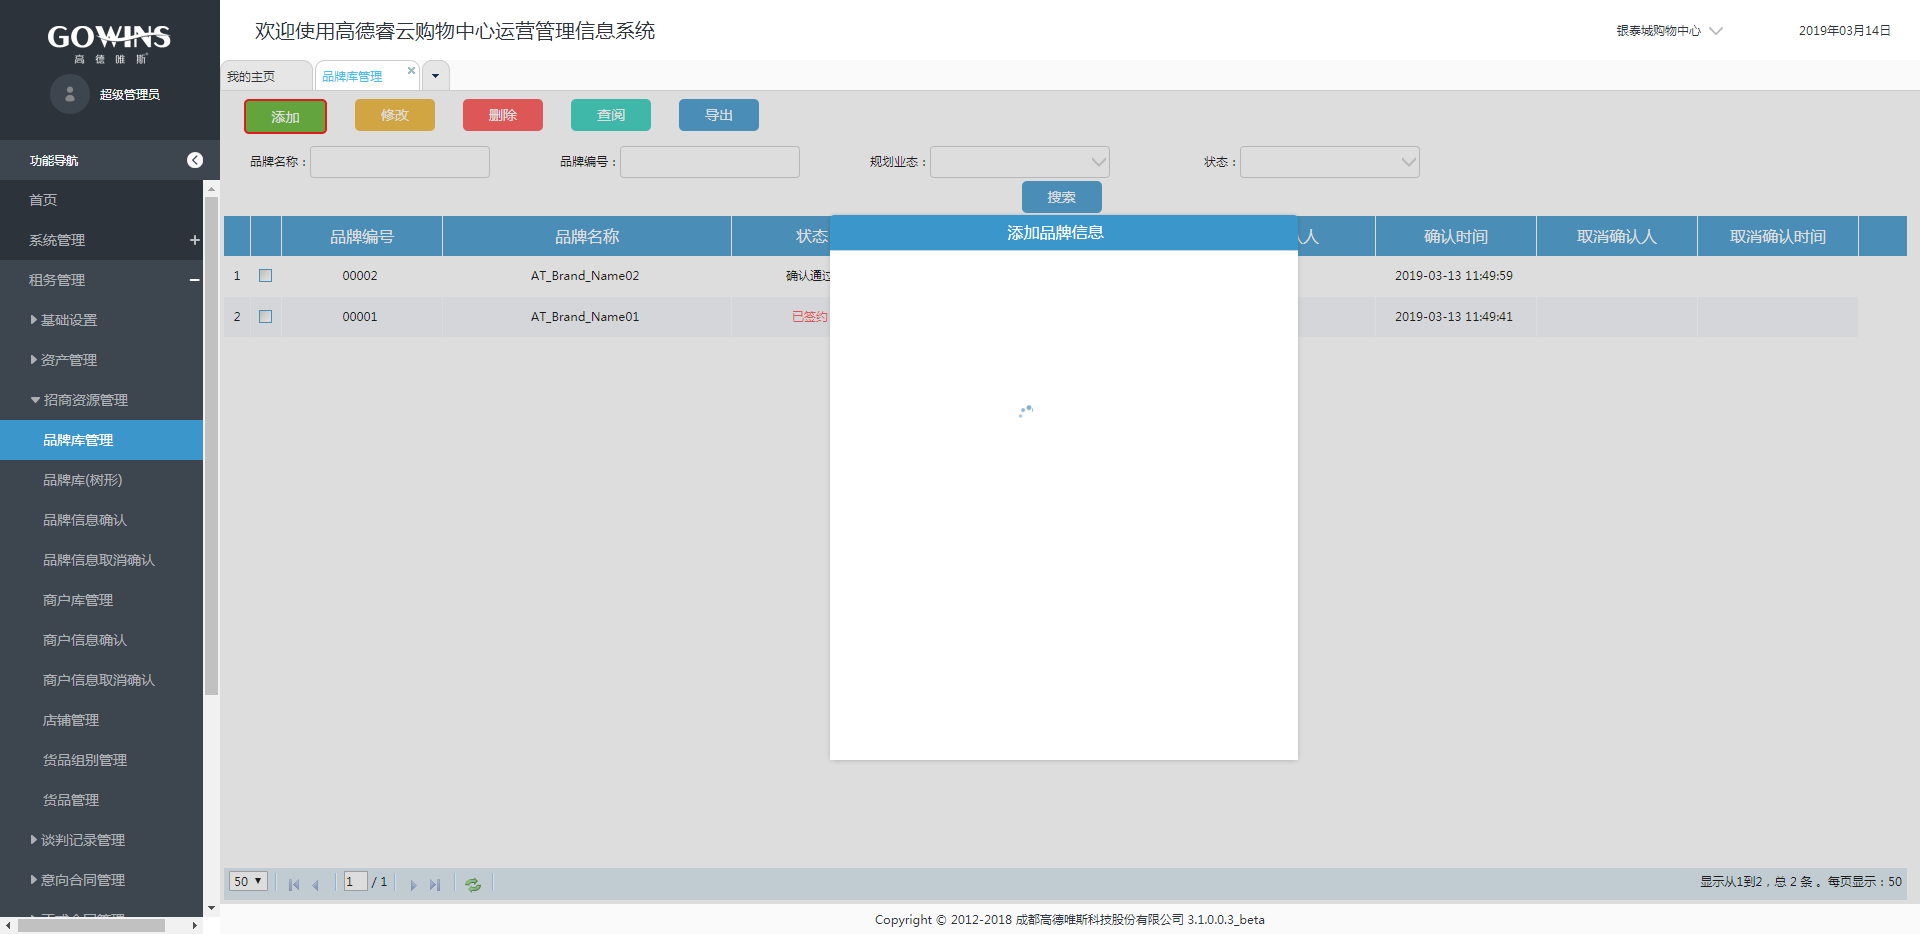 GOWINS
高德唯斯
超级管理员
欢迎使用高德睿云购物中心运营管理信息系统
银泰城购物中心
2019年03月14日
我的主页
品牌库管理
添加
修改
删除
查阅
导出
品牌名称：
品牌编号：
规划业态：
状态：
搜索
功能导航
首页
系统管理
租务管理
基础设置
资产管理
招商资源管理
品牌库管理
品牌库(树形)
品牌信息确认
品牌信息取消确认
商户库管理
商户信息确认
商户信息取消确认
店铺管理
货品组别管理
货品管理
谈判记录管理
意向合同管理
品牌编号 品牌名称 状态 人 确认时间 取消确认人 取消确认时间
1 00002 AT_Brand_Name02 确认通过 2019-03-13 11:49:59
2 00001 AT_Brand_Name01 已签约 2019-03-13 11:49:41
添加品牌信息
50 1 / 1
显示从1到2，总 2 条 。每页显示：50
Copyright © 2012-2018 成都高德唯斯科技股份有限公司 3.1.0.0.3_beta